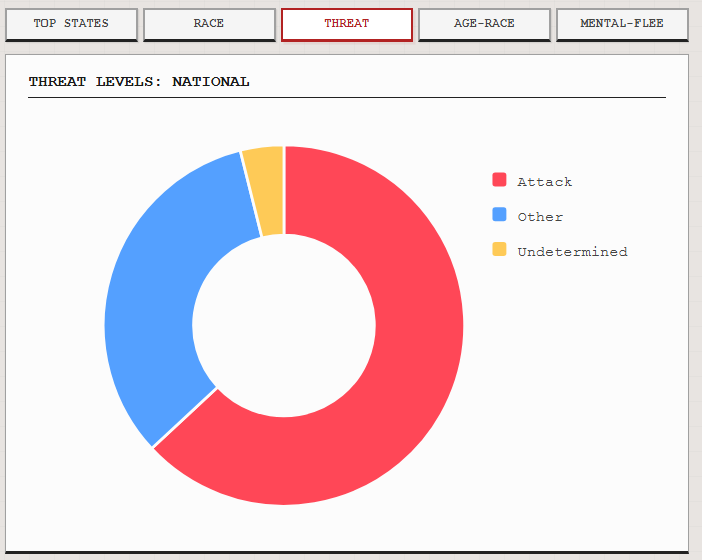 TOP STATES
RACE
THREAT
AGE-RACE
MENTAL-FLEE
THREAT LEVELS: NATIONAL
Attack
Other
Undetermined